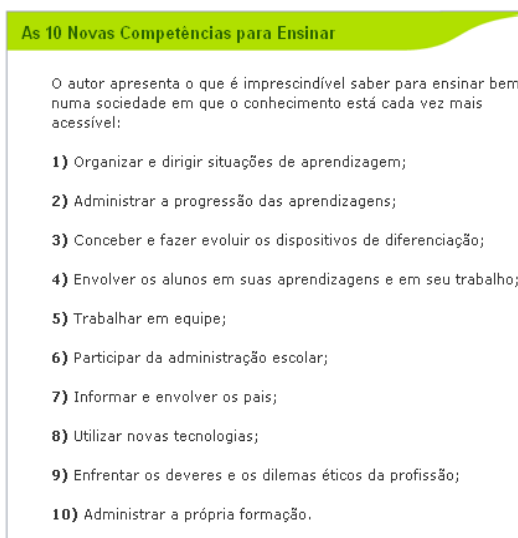 As 10 Novas Competências para Ensinar
O autor apresenta o que é imprescindível saber para ensinar bem
numa sociedade em que o conhecimento está cada vez mais
acessível:
1) Organizar e dirigir situações de aprendizagem;
2) Administrar a progressão das aprendizagens;
3) Conceber e fazer evoluir os dispositivos de diferenciação;
4) Envolver os alunos em suas aprendizagens e em seu trabalho;
5) Trabalhar em equipe;
6) Participar da administração escolar;
7) Informar e envolver os pais;
8) Utilizar novas tecnologias;
9) Enfrentar os deveres e os dilemas éticos da profissão;
10) Administrar a própria formação.